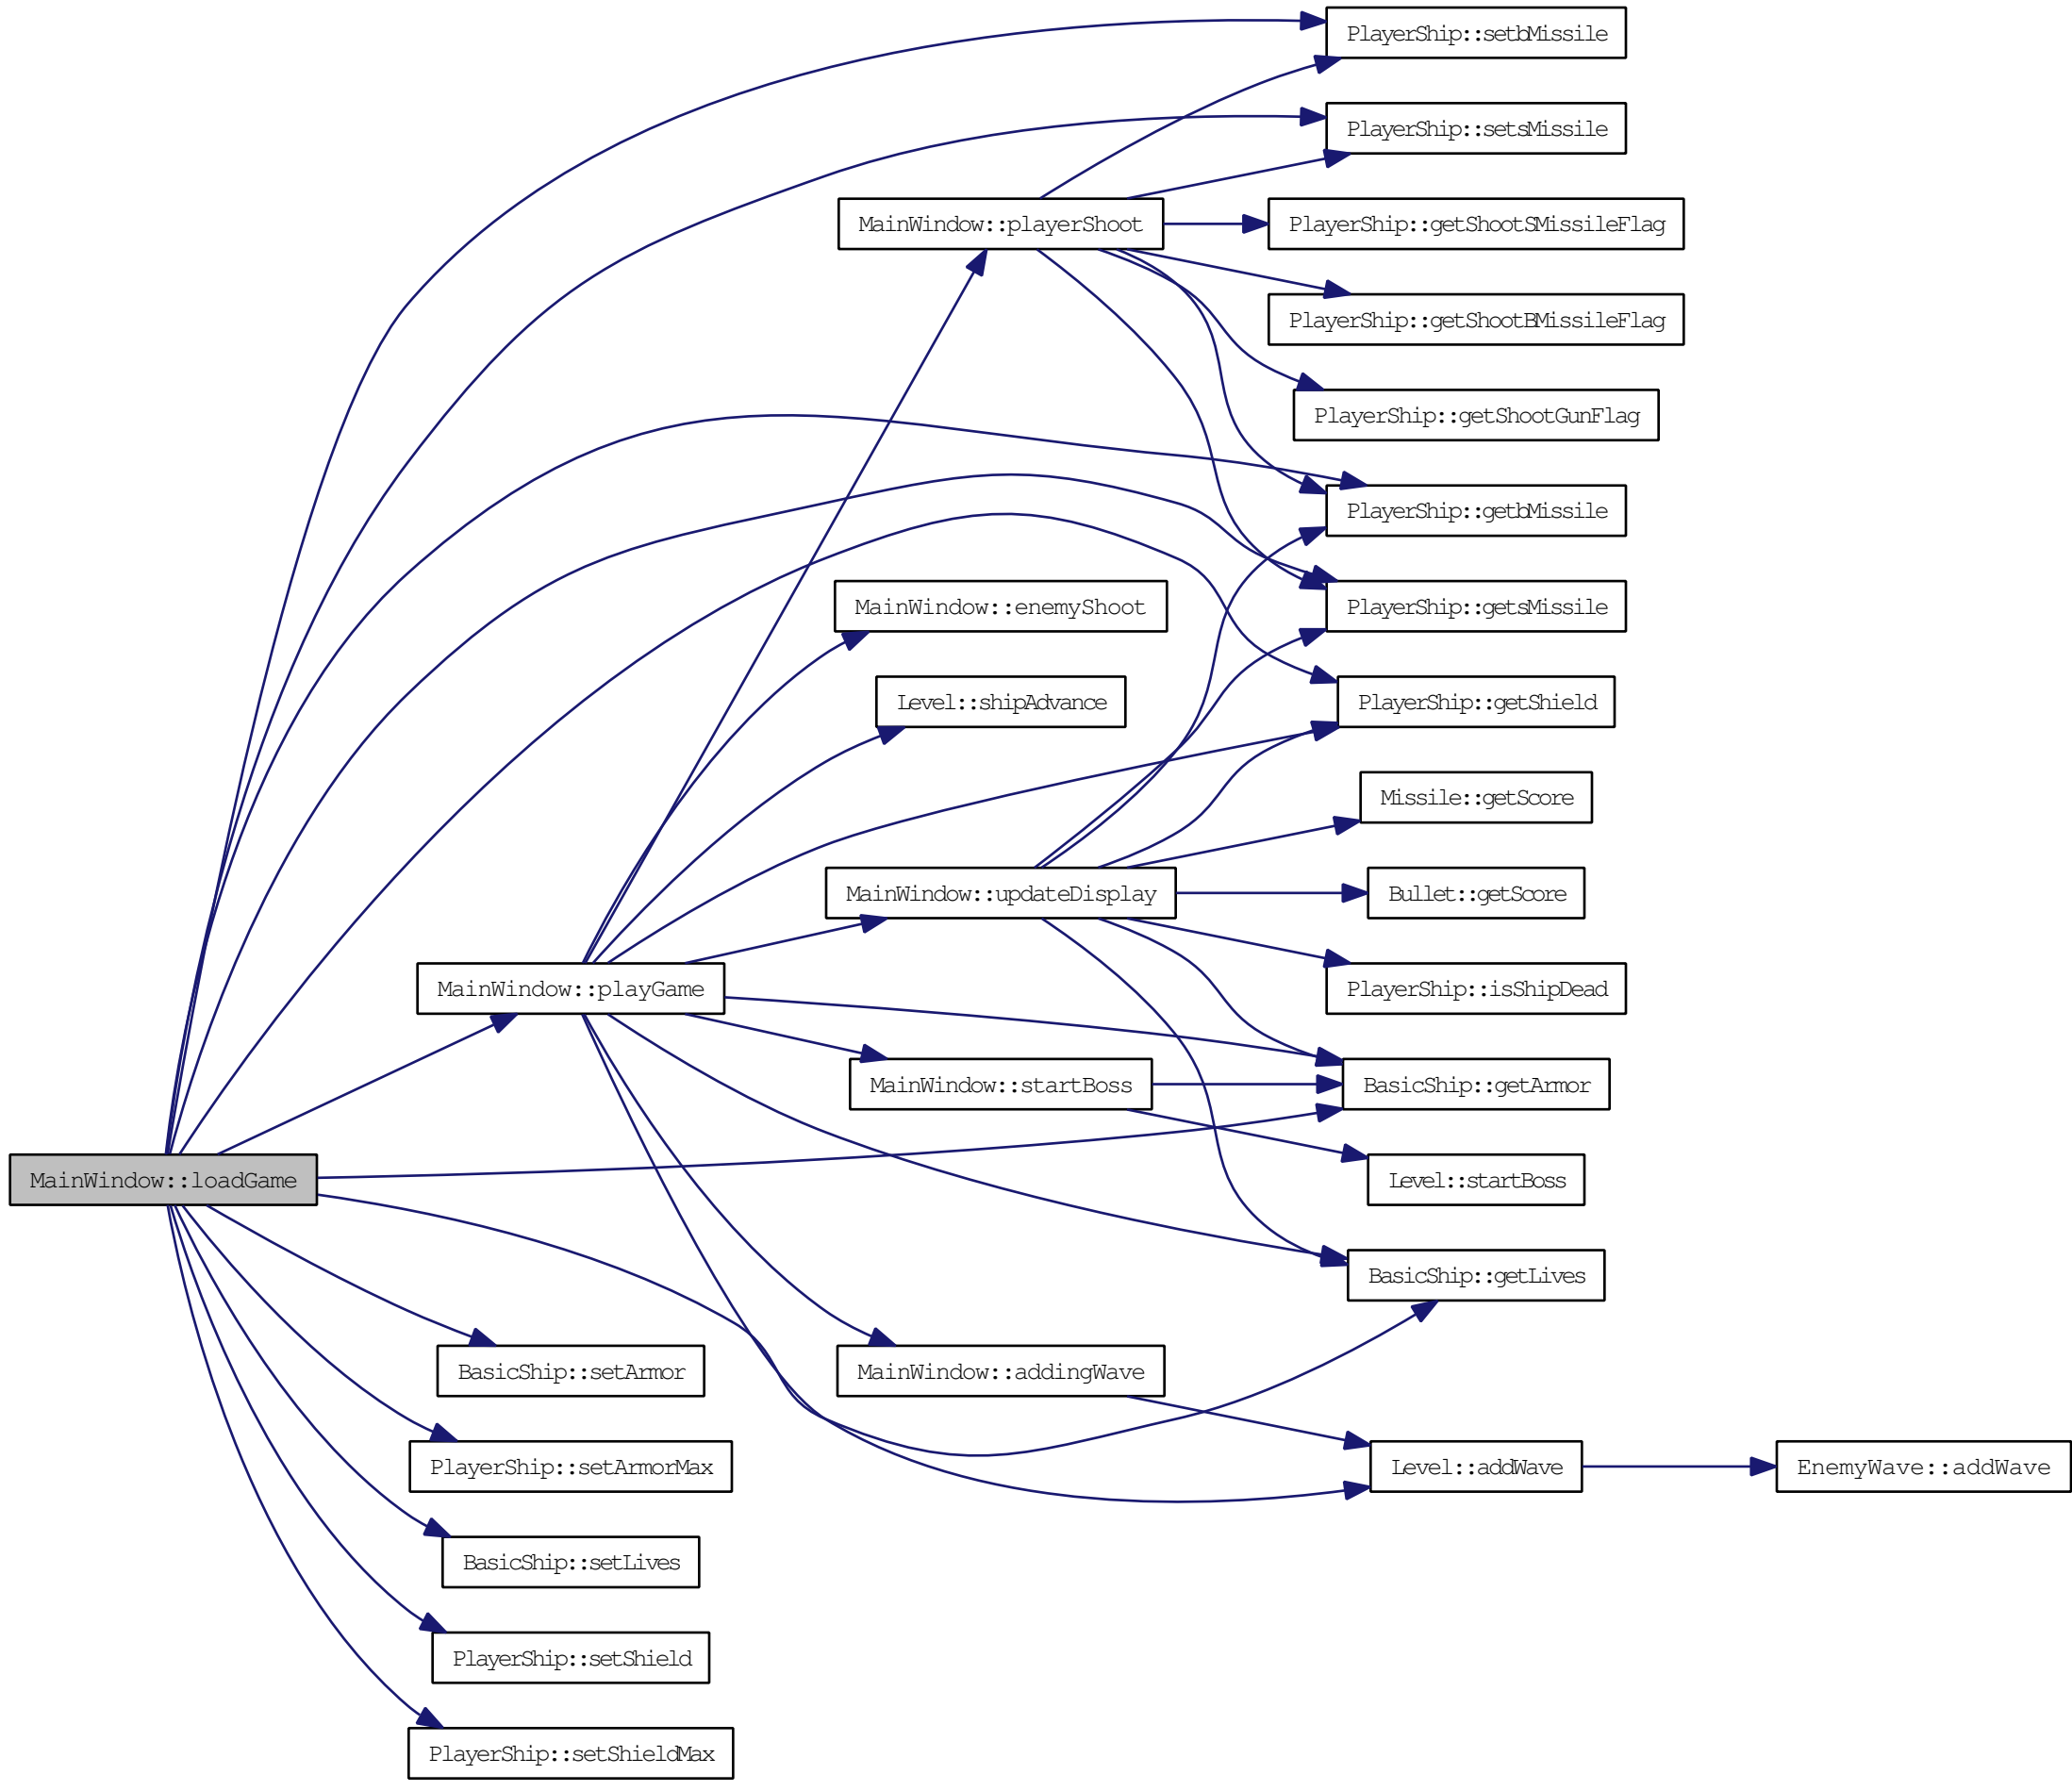 PlayerShip::setbMissile
PlayerShip::setsMissile
MainWindow::playerShoot
PlayerShip::getShootSMissileFlag
PlayerShip::getShootBMissileFlag
PlayerShip::getShootGunFlag
PlayerShip::getbMissile
MainWindow::enemyShoot
PlayerShip::getsMissile
Level::shipAdvance
PlayerShip::getShield
Missile::getScore
MainWindow::updateDisplay
Bullet::getScore
MainWindow::playGame
PlayerShip::isShipDead
MainWindow::startBoss
BasicShip::getArmor
MainWindow::loadGame
Level::startBoss
BasicShip::getLives
BasicShip::setArmor
MainWindow::addingWave
PlayerShip::setArmorMax
Level::addWave
EnemyWave::addWave
BasicShip::setLives
PlayerShip::setShield
PlayerShip::setShieldMax